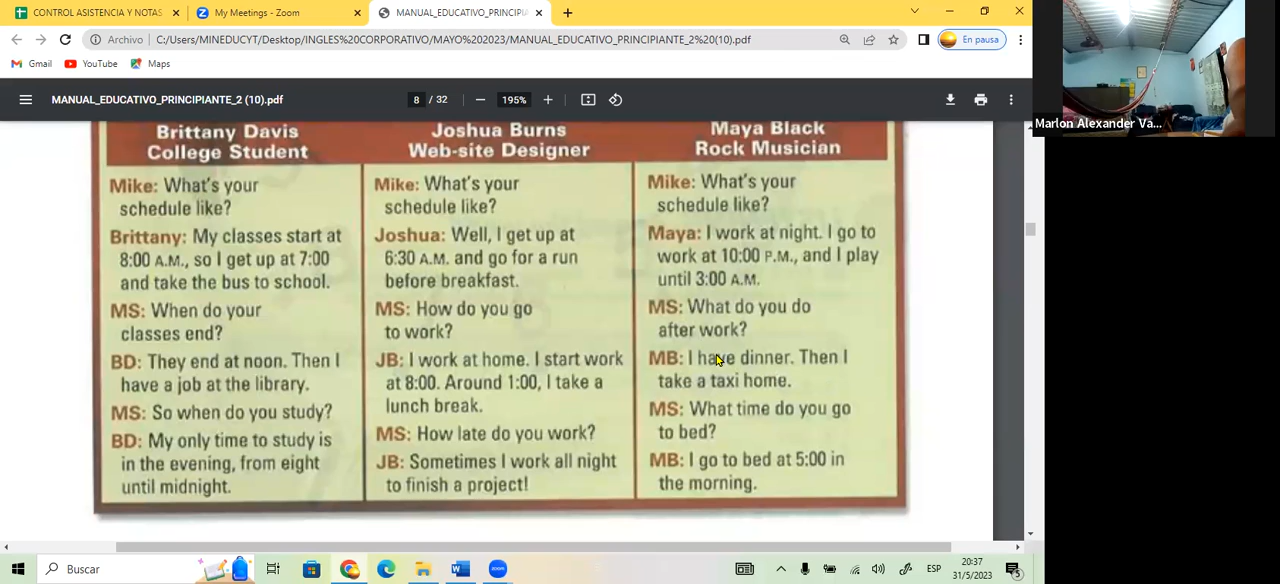 CONTROL ASISTENCIA Y NOTAS
My Meetings - Zoom
MANUAL_EDUCATIVO_PRINCIPIA
Archivo
C:/Users/MINEDUCYT/Desktop/INGLES%20CORPORATIVO/MAYO%202023/MANUAL_EDUCATIVO_PRINCIPIANTE_2%20(10).pdf
En pausa
Gmail
YouTube
Maps
MANUAL_EDUCATIVO_PRINCIPIANTE_2 (10).pdf
8 / 32
195%
Marlon Alexander Va...
Brittany Davis
College Student
Mike: What's your
schedule like?
Brittany: My classes start at
8:00 A.M., so I get up at 7:00
and take the bus to school.
MS: When do your
classes end?
BD: They end at noon. Then I
have a job at the library.
MS: So when do you study?
BD: My only time to study is
in the evening, from eight
until midnight.
Joshua Burns
Web-site Designer
Mike: What's your
schedule like?
Joshua: Well, I get up at
6:30 A.M. and go for a run
before breakfast.
MS: How do you go
to work?
JB: I work at home. I start work
at 8:00. Around 1:00, I take a
lunch break.
MS: How late do you work?
JB: Sometimes I work all night
to finish a project!
Maya Black
Rock Musician
Mike: What's your
schedule like?
Maya: I work at night. I go to
work at 10:00 P.M., and I play
until 3:00 A.M.
MS: What do you do
after work?
MB: I have dinner. Then I
take a taxi home.
MS: What time do you go
to bed?
MB: I go to bed at 5:00 in
the morning.
Buscar
zoom
ESP
20:37
31/5/2023